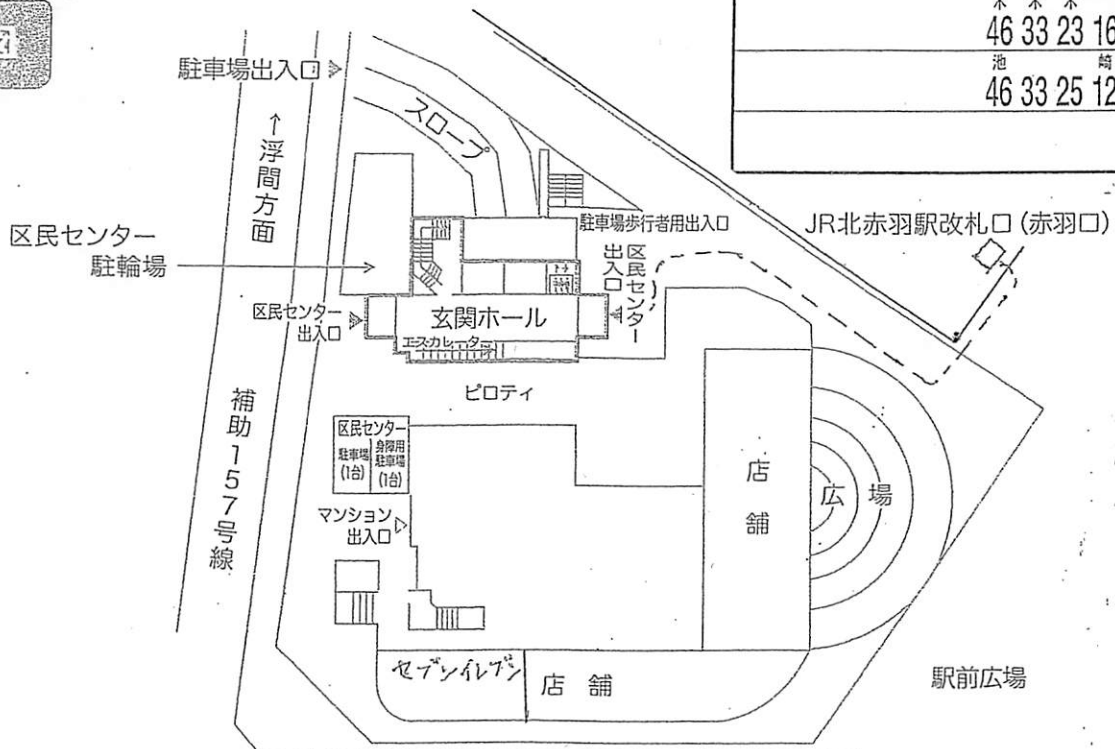 46 33 23 16
池 崎
46 33 25 12
駐車場出入口
スロープ
↑浮間方面
区民センター
駐輪場
駐車場歩行者用出入口
JR北赤羽駅改札口(赤羽口)
区民センター
出入口
区民センター
出入口
玄関ホール
エスカレーター
ピロティ
補助157号線
区民センター
駐車場
(1台)
身障用
駐車場
(1台)
マンション
出入口
店舗
広場
セブンイレブン
店舗
駅前広場